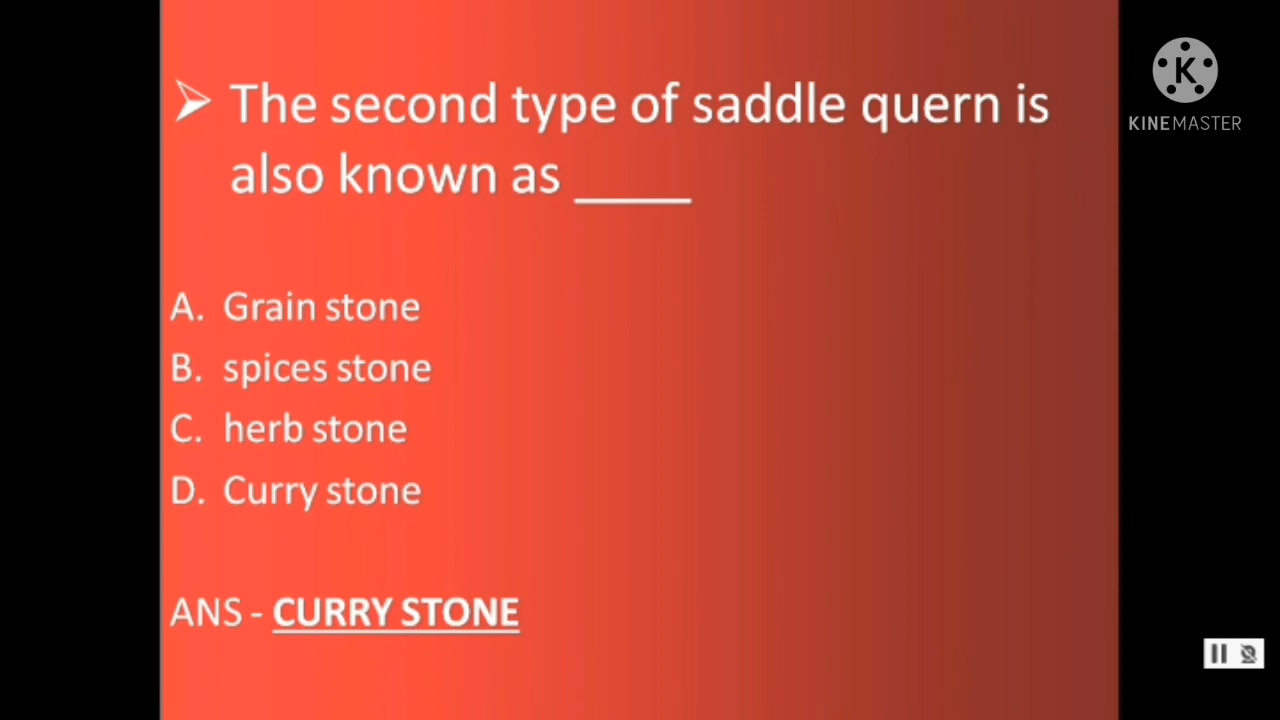 The second type of saddle quern is
also known as _____
A. Grain stone
B. spices stone
C. herb stone
D. Curry stone
ANS - CURRY STONE
K
KINEMASTER